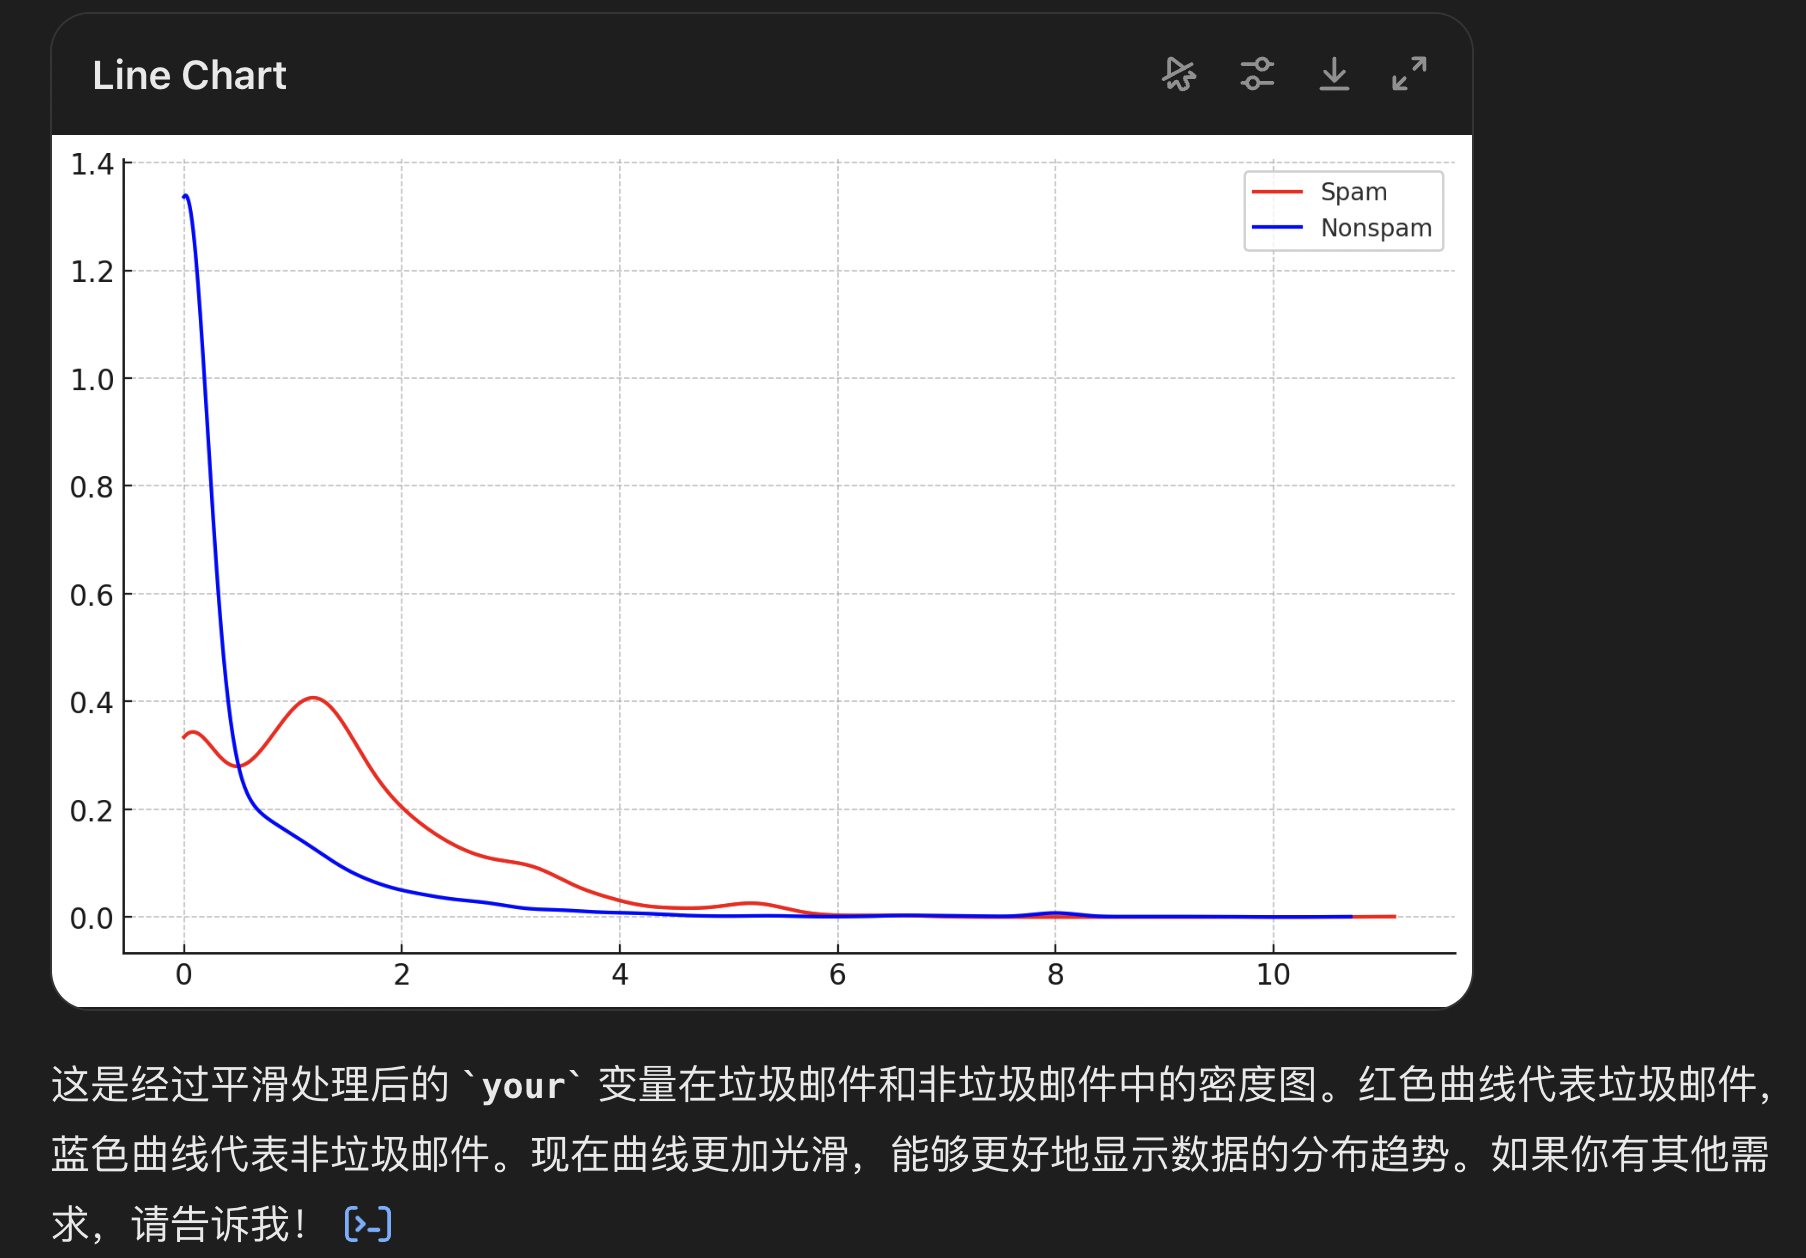 Line Chart
1.4
1.2
1.0
0.8
0.6
0.4
0.2
0.0
Spam
Nonspam
0 2 4 6 8 10
这是经过平滑处理后的 `your` 变量在垃圾邮件和非垃圾邮件中的密度图。红色曲线代表垃圾邮件，
蓝色曲线代表非垃圾邮件。现在曲线更加光滑，能够更好地显示数据的分布趋势。如果你有其他需
求，请告诉我！